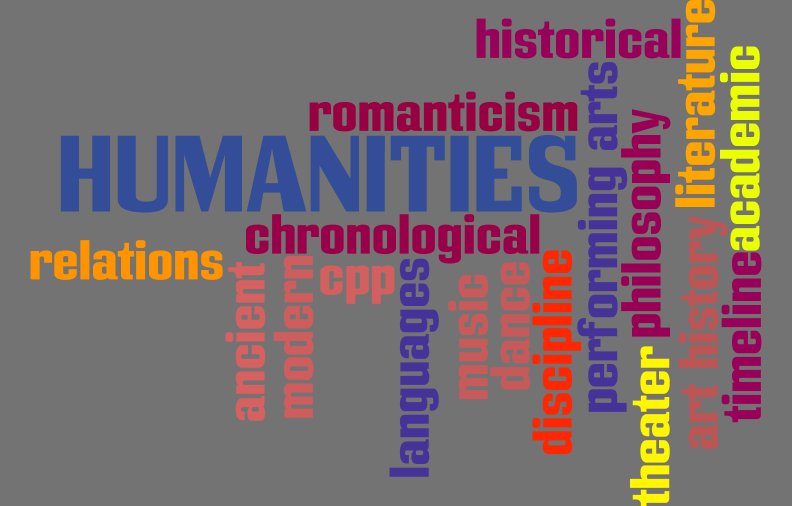 historical
literature
academic
performing arts
romanticism
philosophy
HUMANITIES
chronological
relations
art history
timeline
cpp
ancient
modern
languages
music
dance
discipline
theater